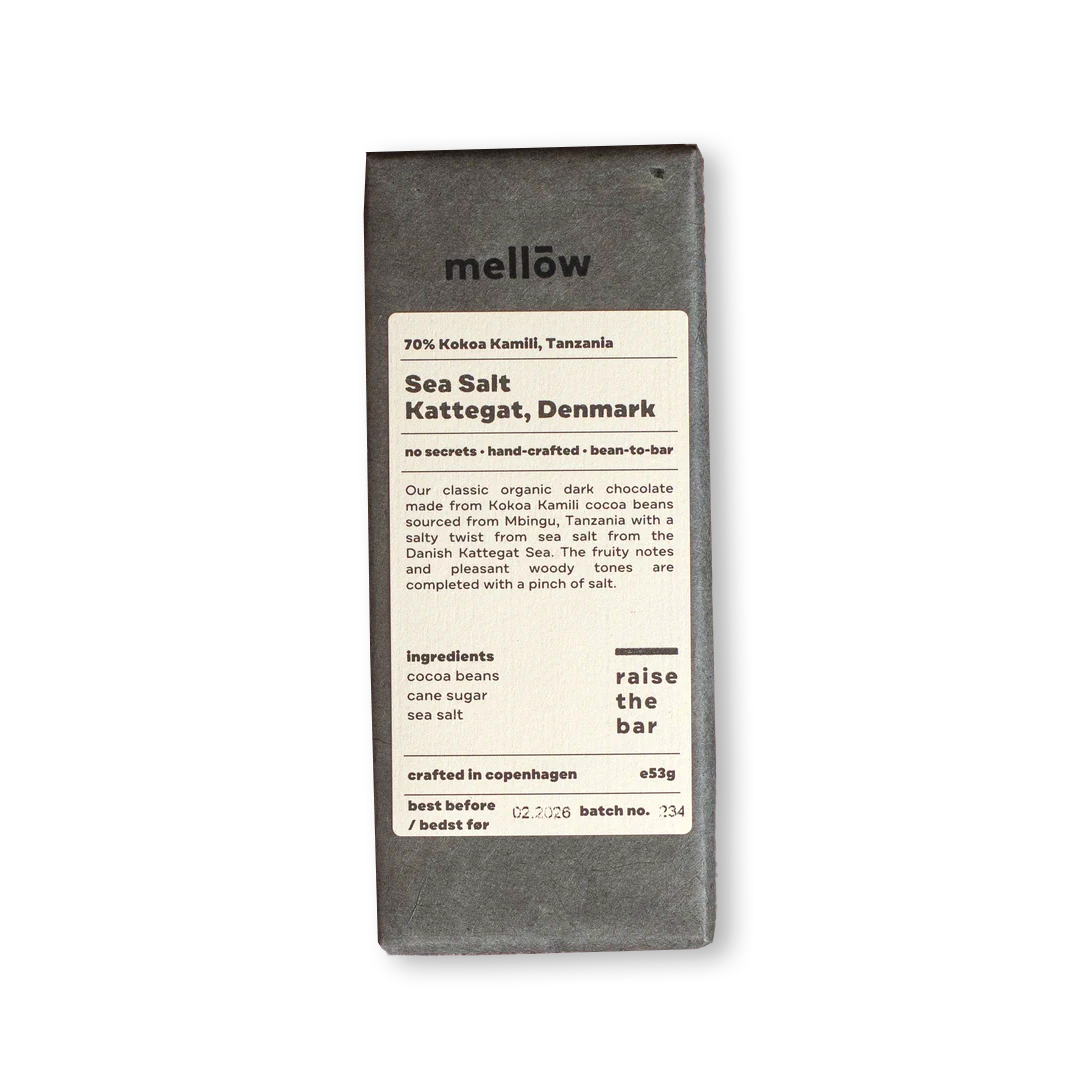 mellōw
70% Kokoa Kamili, Tanzania
Sea Salt
Kattegat, Denmark
no secrets • hand-crafted • bean-to-bar
Our classic organic dark chocolate
made from Kokoa Kamili cocoa beans
sourced from Mbingu, Tanzania with a
salty twist from sea salt from the
Danish Kattegat Sea. The fruity notes
and pleasant woody tones are
completed with a pinch of salt.
ingredients
cocoa beans
cane sugar
sea salt
raise
the
bar
crafted in copenhagen e53g
best before
/ bedst før 02.2026 batch no. 234